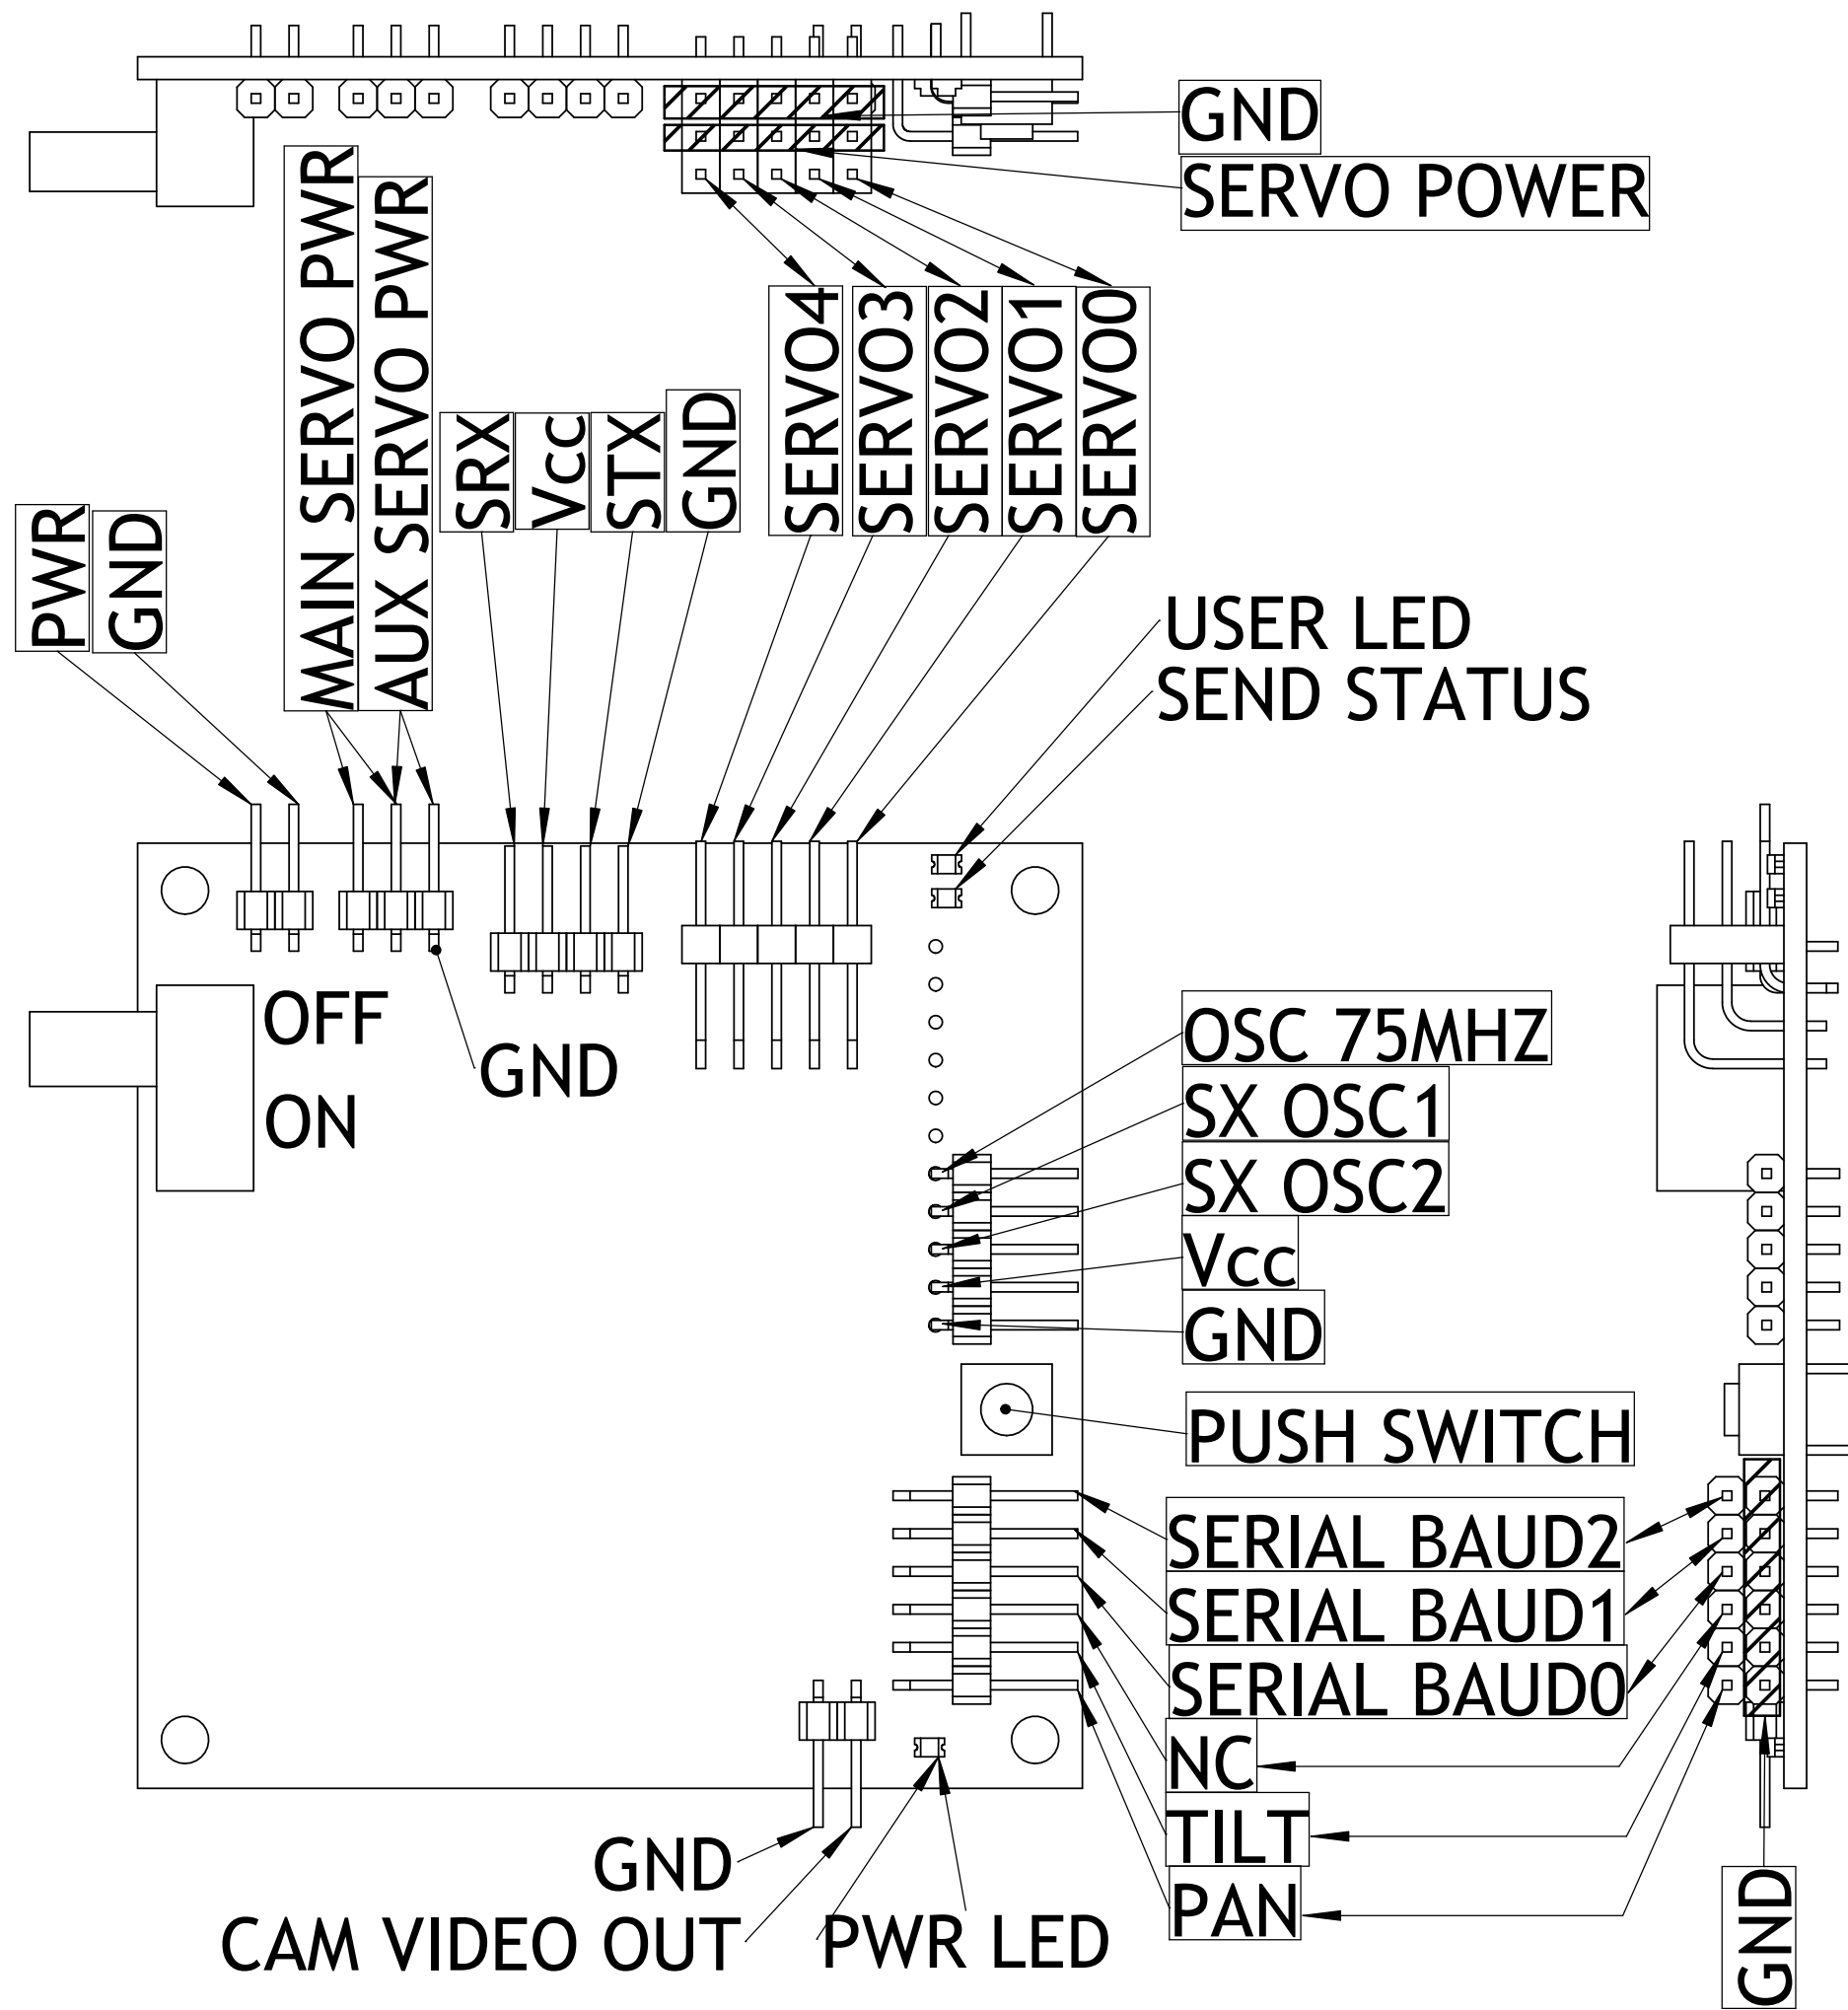 GND
SERVO POWER
MAIN SERVO PWR
AUX SERVO PWR
SERVO4
SERVO3
SERVO2
SERVO1
SERVO0
SRX
Vcc
STX
GND
PWR
GND
USER LED
SEND STATUS
OFF
GND
ON
OSC 75MHZ
SX OSC1
SX OSC2
Vcc
GND
PUSH SWITCH
SERIAL BAUD2
SERIAL BAUD1
SERIAL BAUD0
NC
TILT
PAN
GND
GND
CAM VIDEO OUT
PWR LED